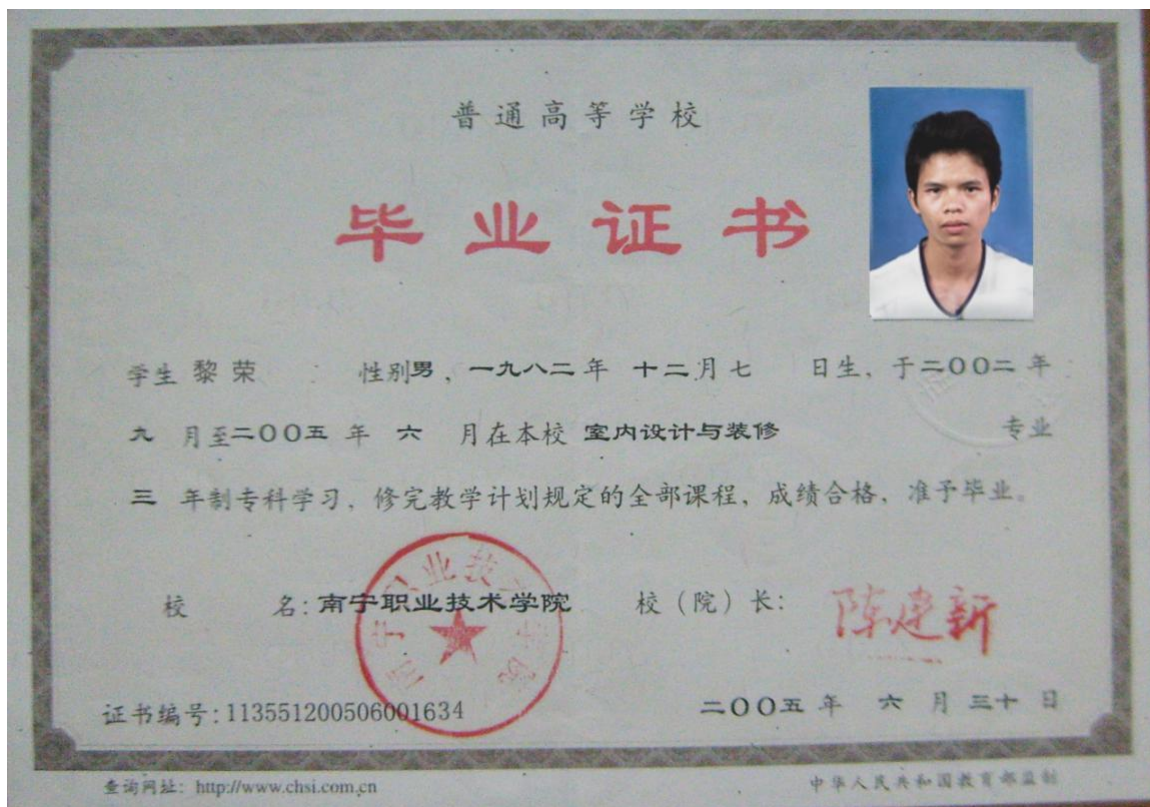 普通高等学校
毕业证书
学生 黎荣 性别男，一九八二年 十二月七 日生，于二〇〇二年
九 月至二〇〇五 年 六 月在本校 室内设计与装修 专业
三 年制专科学习，修完教学计划规定的全部课程，成绩合格，准予毕业。
校 名：南宁职业技术学院 校（院）长：陈建新
证书编号：113551200506001634 二〇〇五年 六 月 三十 日
查询网址：http://www.chsi.com.cn 中华人民共和国教育部监制